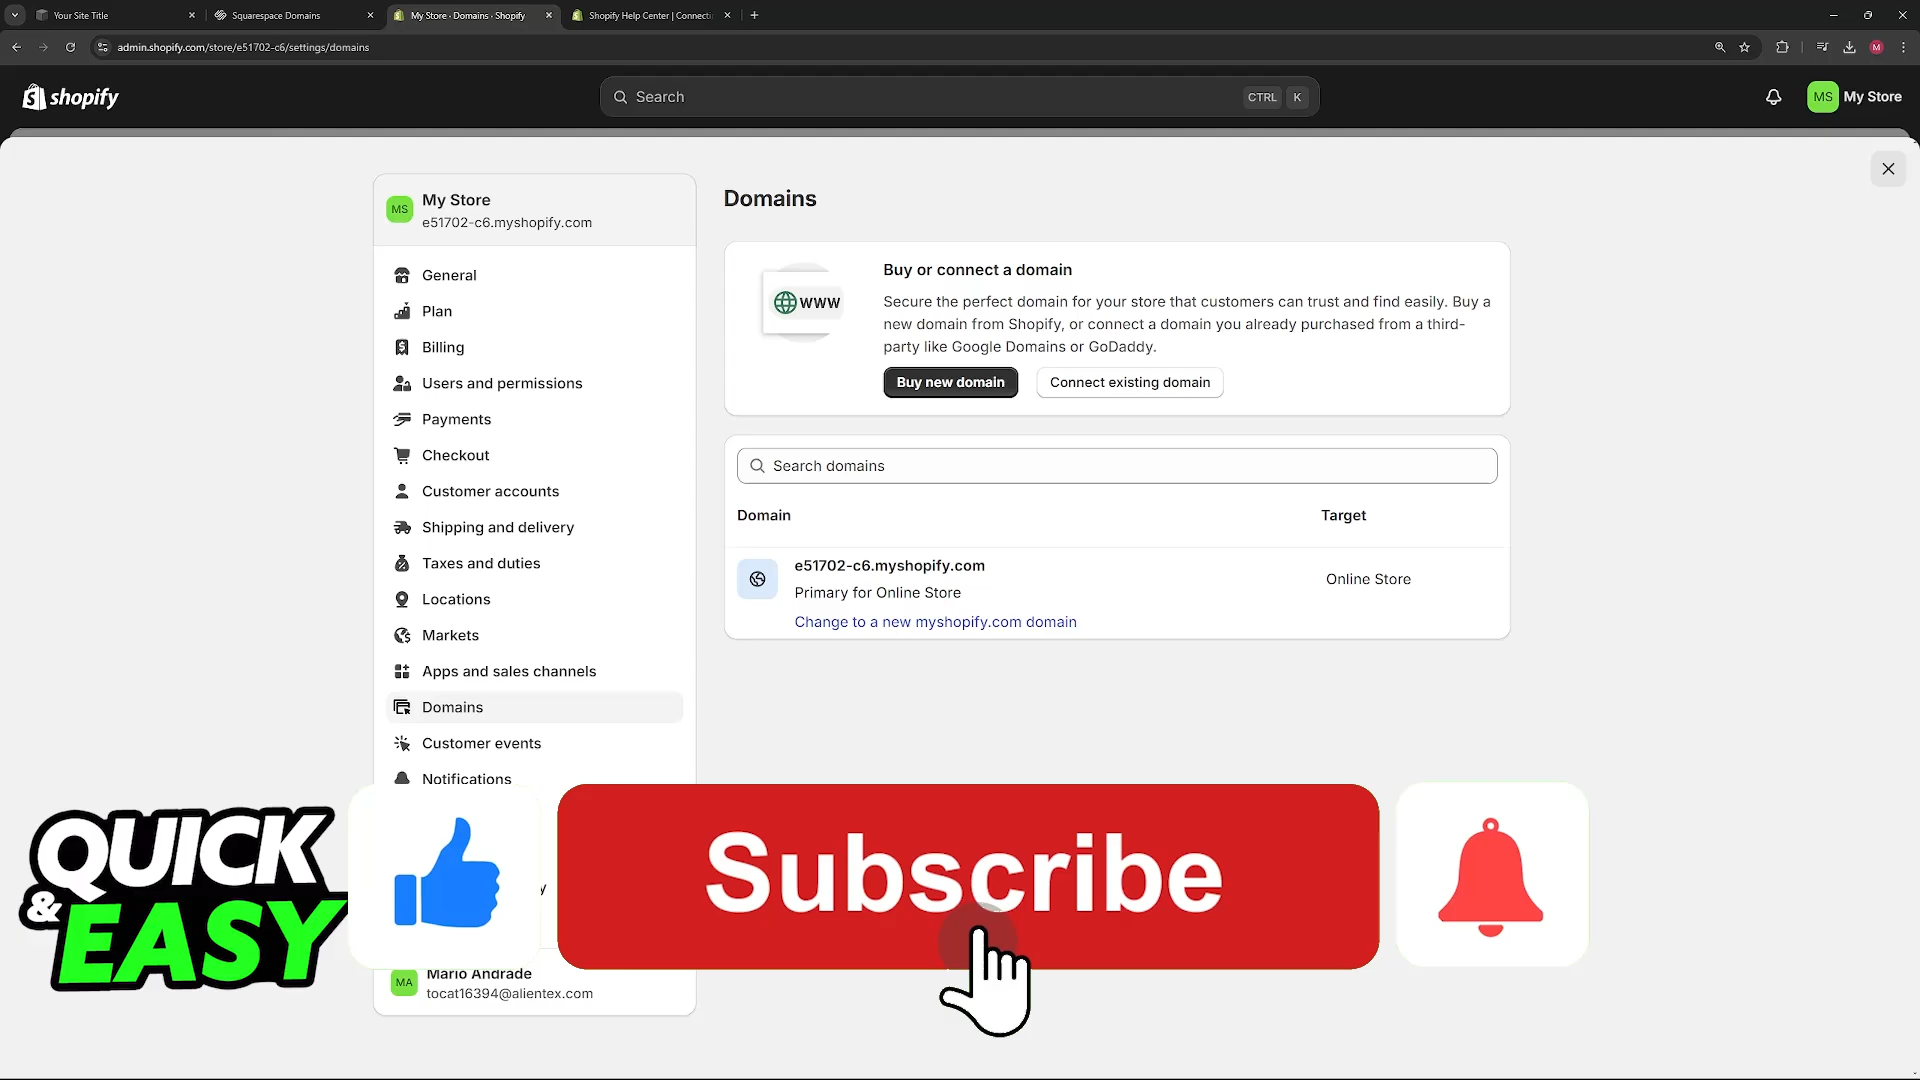 Your Site Title
Squarespace Domains
My Store · Domains · Shopify
Shopify Help Center | Connecti
admin.shopify.com/store/e51702-c6/settings/domains
M
shopify
Search
CTRL K
MS My Store
MS
My Store
e51702-c6.myshopify.com
General
Plan
Billing
Users and permissions
Payments
Checkout
Customer accounts
Shipping and delivery
Taxes and duties
Locations
Markets
Apps and sales channels
Domains
Customer events
Notifications
y
MA
Mario Andrade
tocat16394@alientex.com
Domains
WWW
Buy or connect a domain
Secure the perfect domain for your store that customers can trust and find easily. Buy a
new domain from Shopify, or connect a domain you already purchased from a third-
party like Google Domains or GoDaddy.
Buy new domain
Connect existing domain
Search domains
Domain
Target
e51702-c6.myshopify.com
Primary for Online Store
Change to a new myshopify.com domain
Online Store
QUICK
& EASY
Subscribe